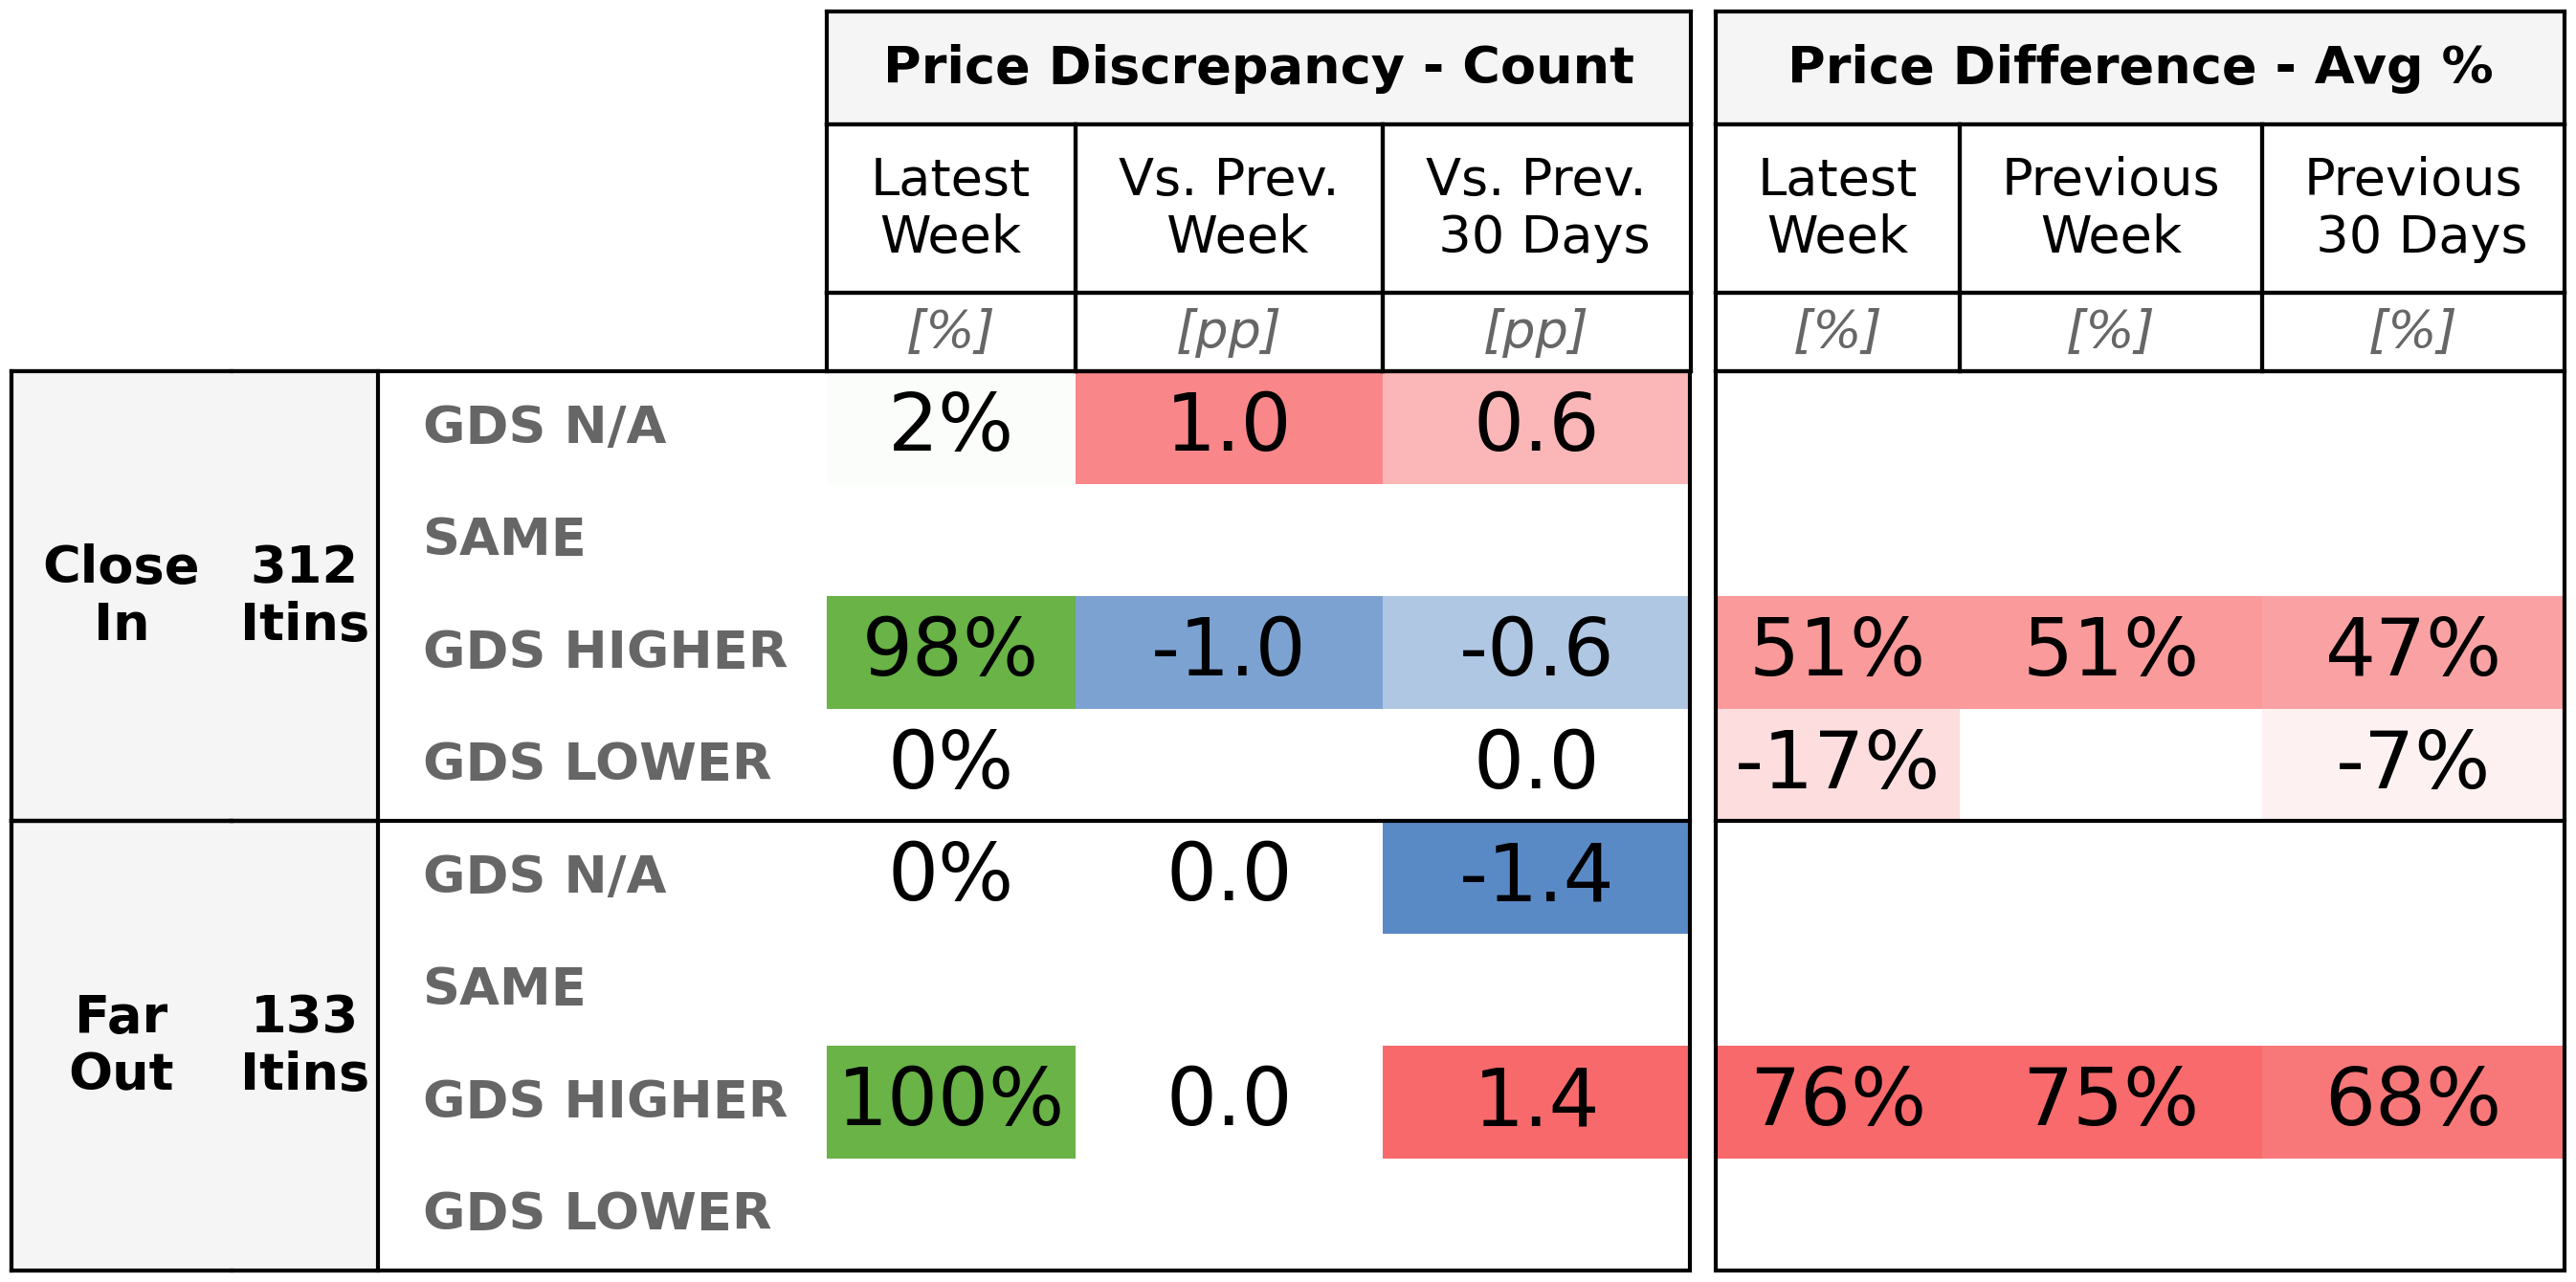 Price Discrepancy - Count
Price Difference - Avg %
Latest Week
Vs. Prev. Week
Vs. Prev. 30 Days
Latest Week
Previous Week
Previous 30 Days
[%] [pp] [pp] [%] [%] [%]
Close In
312 Itins
GDS N/A 2% 1.0 0.6
SAME
GDS HIGHER 98% -1.0 -0.6 51% 51% 47%
GDS LOWER 0% 0.0 -17% -7%
Far Out
133 Itins
GDS N/A 0% 0.0 -1.4
SAME
GDS HIGHER 100% 0.0 1.4 76% 75% 68%
GDS LOWER